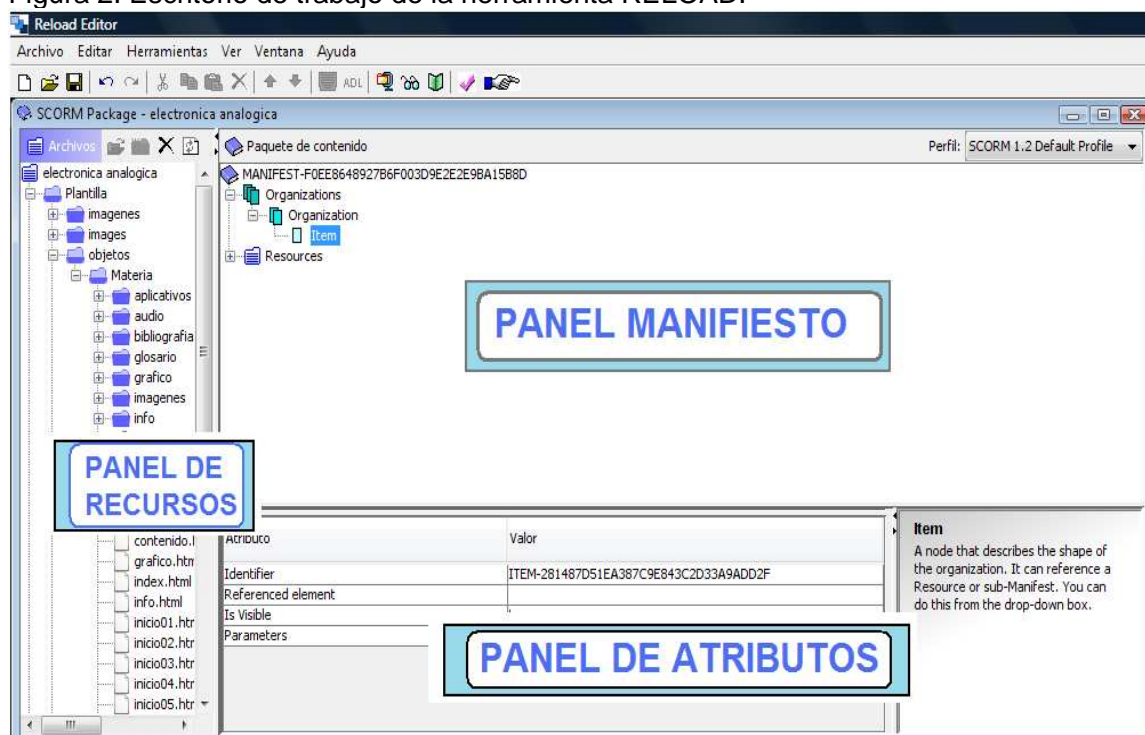 Figura 2. Escritorio de trabajo de la herramienta RELOAD.
Reload Editor
Archivo Editar Herramientas Ver Ventana Ayuda
ADL
SCORM Package - electronica analogica
Archivos
Paquete de contenido
Perfil: SCORM 1.2 Default Profile
electronica analogica
Plantilla
imagenes
images
objetos
Materia
aplicativos
audio
bibliografia
glosario
grafico
imagenes
info
PANEL DE
RECURSOS
contenido.l
grafico.htm
index.html
info.html
inicio01.htr
inicio02.htr
inicio03.htr
inicio04.htr
inicio05.htr
MANIFEST-F0EE8648927B6F003D9E2E2E9BA15B8D
Organizations
Organization
Item
Resources
PANEL MANIFIESTO
Atributo Valor
Identifier ITEM-281487D51EA387C9E843C2D33A9ADD2F
Referenced element
Is Visible
Parameters
PANEL DE ATRIBUTOS
Item
A node that describes the shape of
the organization. It can reference a
Resource or sub-Manifest. You can
do this from the drop-down box.